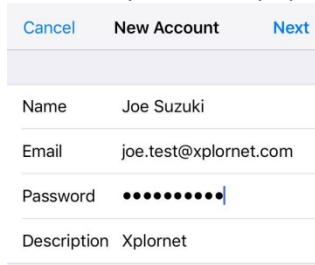 Cancel New Account Next
Name Joe Suzuki
Email joe.test@xplornet.com
Password ●●●●●●●●●●
Description Xplornet